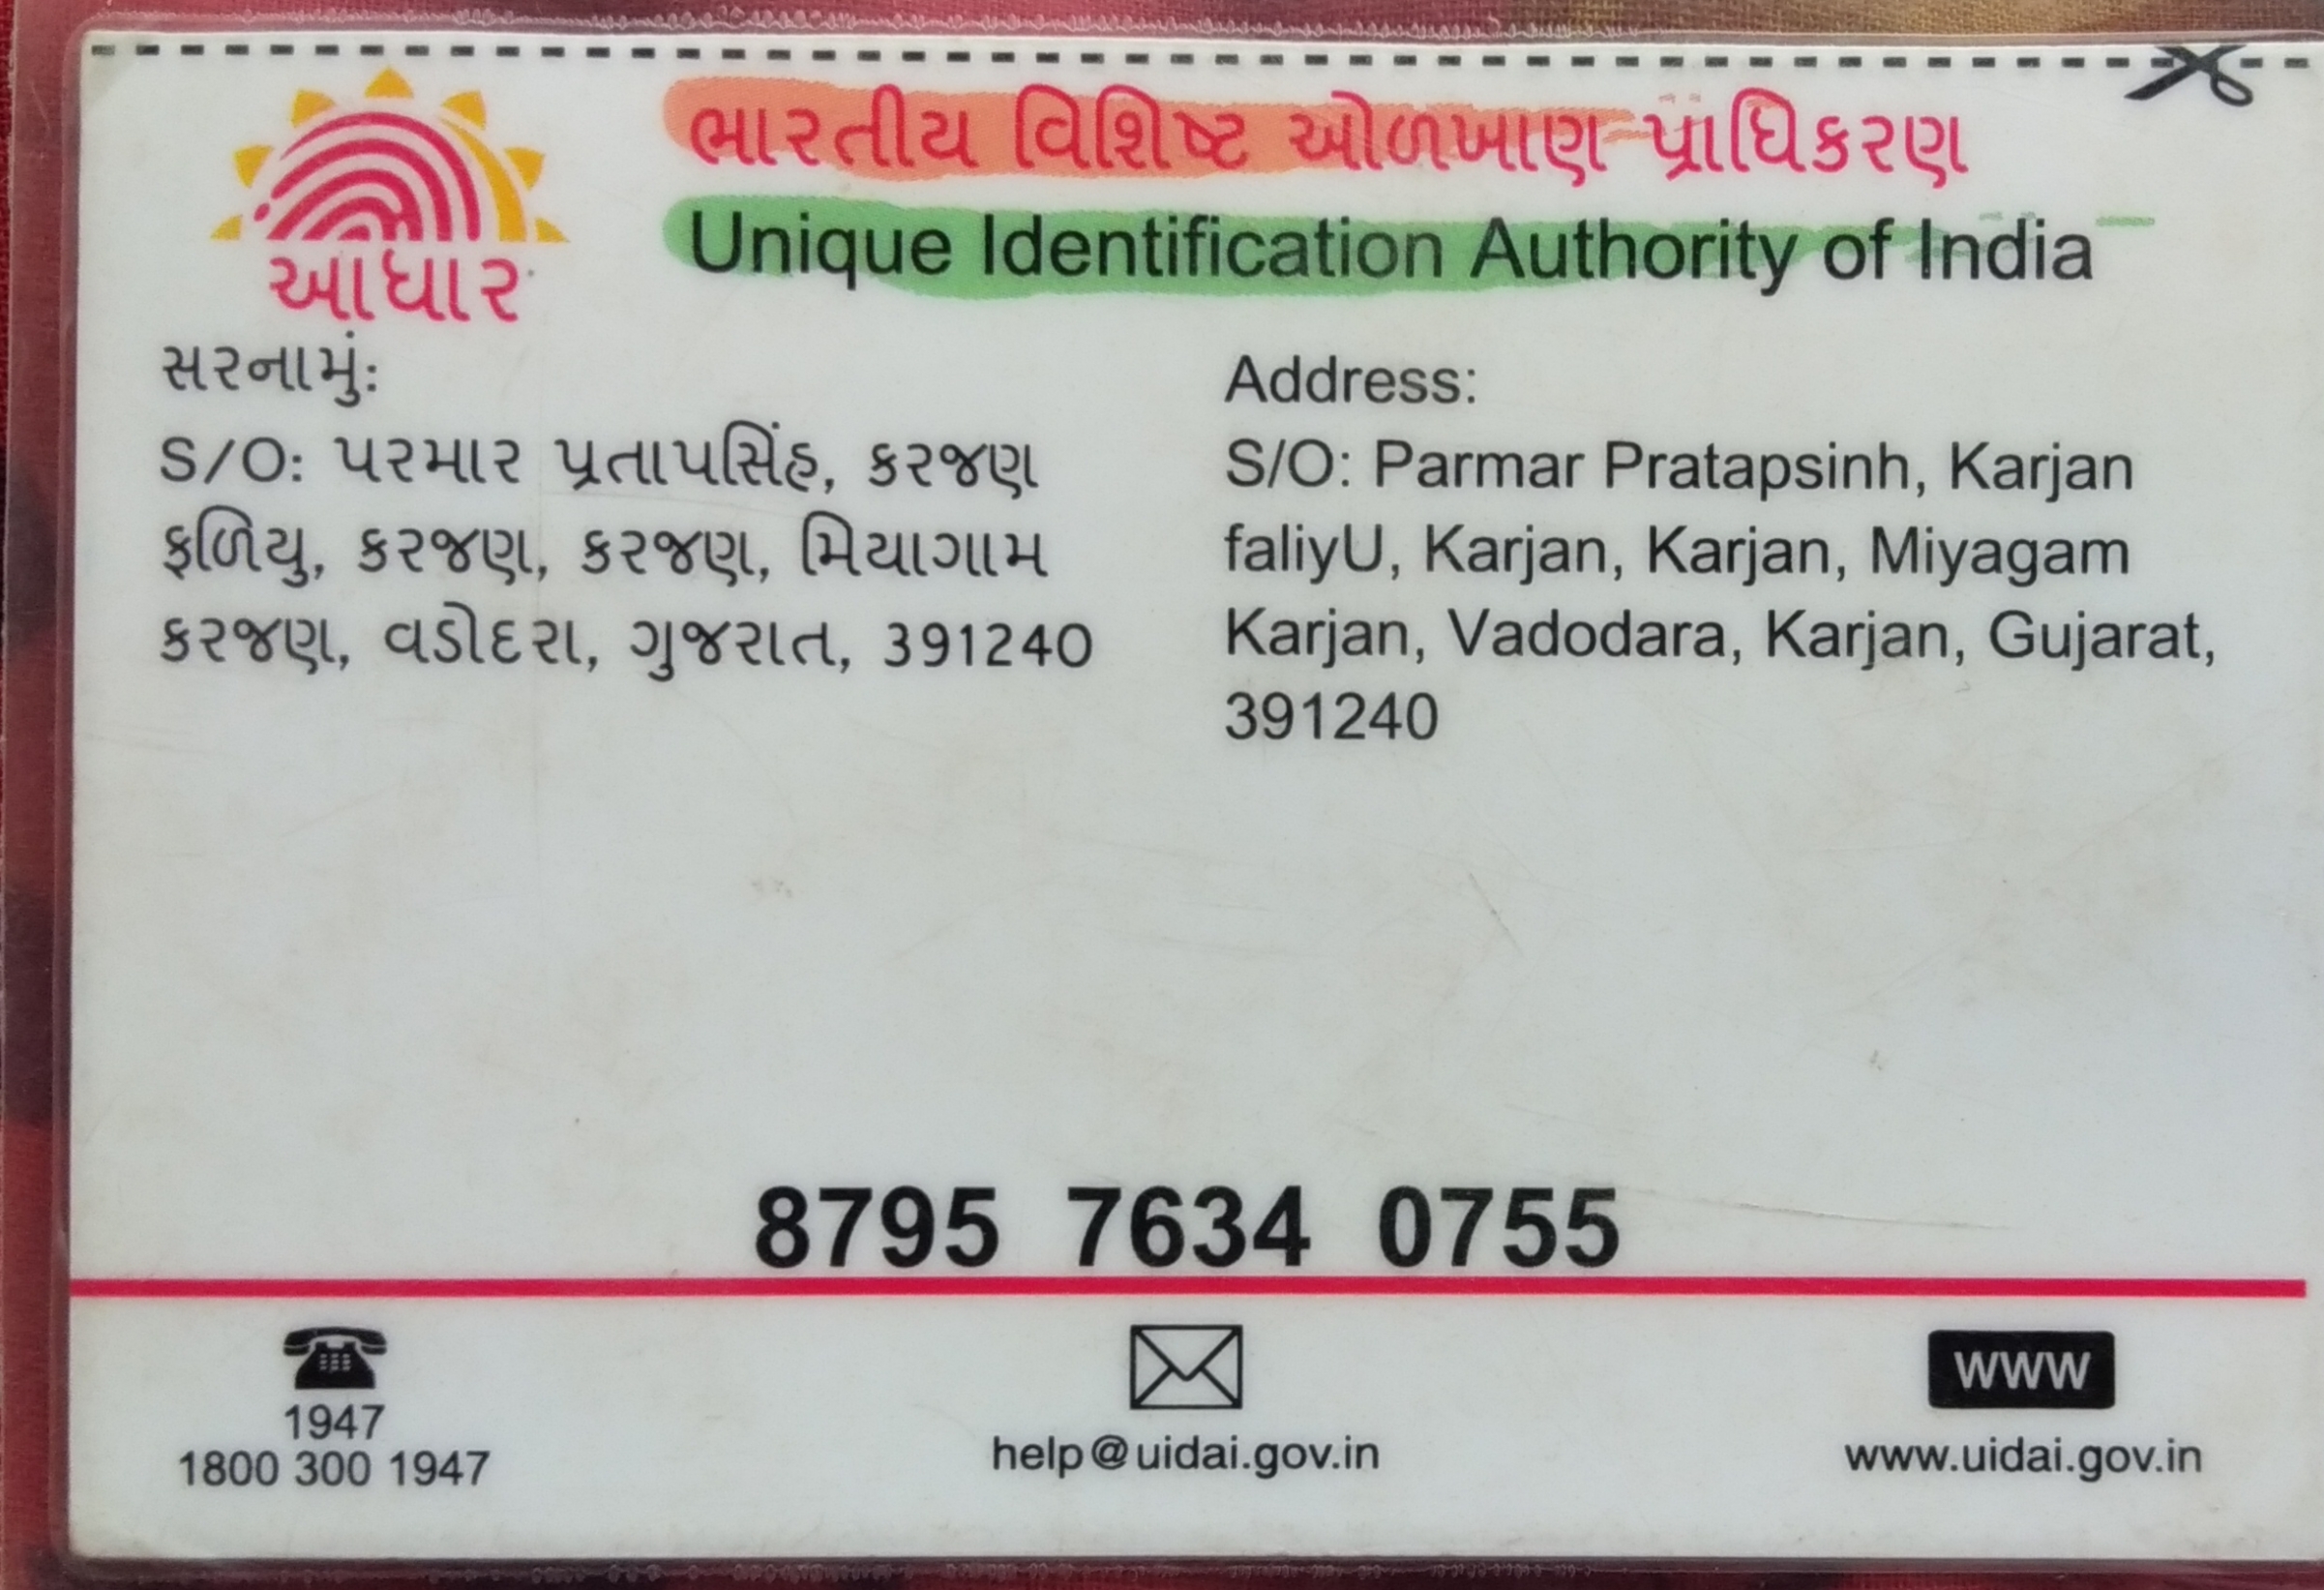 ભારતીય વિશિષ્ટ ઓળખાણ પ્રાધિકરણ
Unique Identification Authority of India
આધાર
સરનામું:
S/O: પરમાર પ્રતાપસિંહ, કરજણ
ફળિયુ, કરજણ, કરજણ, મિયાગામ
કરજણ, વડોદરા, ગુજરાત, 391240
Address:
S/O: Parmar Pratapsinh, Karjan
faliyU, Karjan, Karjan, Miyagam
Karjan, Vadodara, Karjan, Gujarat,
391240
8795 7634 0755
1947
1800 300 1947
help@uidai.gov.in
www
www.uidai.gov.in